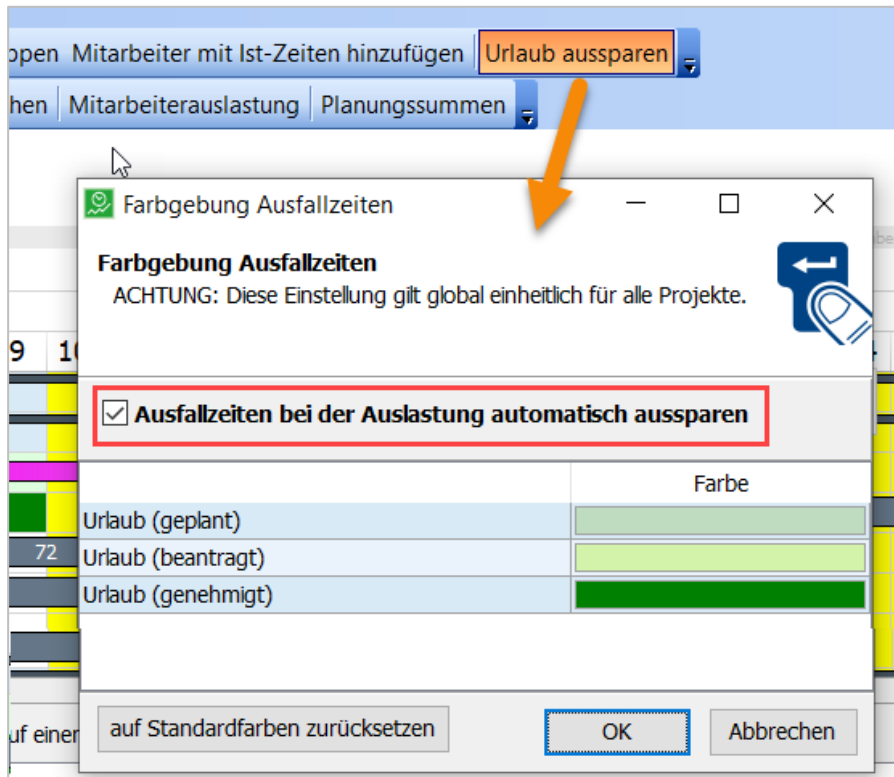 ppen Mitarbeiter mit Ist-Zeiten hinzufügen Urlaub aussparen
hen Mitarbeiterauslastung Planungssummen
Farbgebung Ausfallzeiten
Farbgebung Ausfallzeiten
ACHTUNG: Diese Einstellung gilt global einheitlich für alle Projekte.
9 10
Ausfallzeiten bei der Auslastung automatisch aussparen
Farbe
Urlaub (geplant)
Urlaub (beantragt)
72
Urlaub (genehmigt)
uf einer
auf Standardfarben zurücksetzen OK Abbrechen